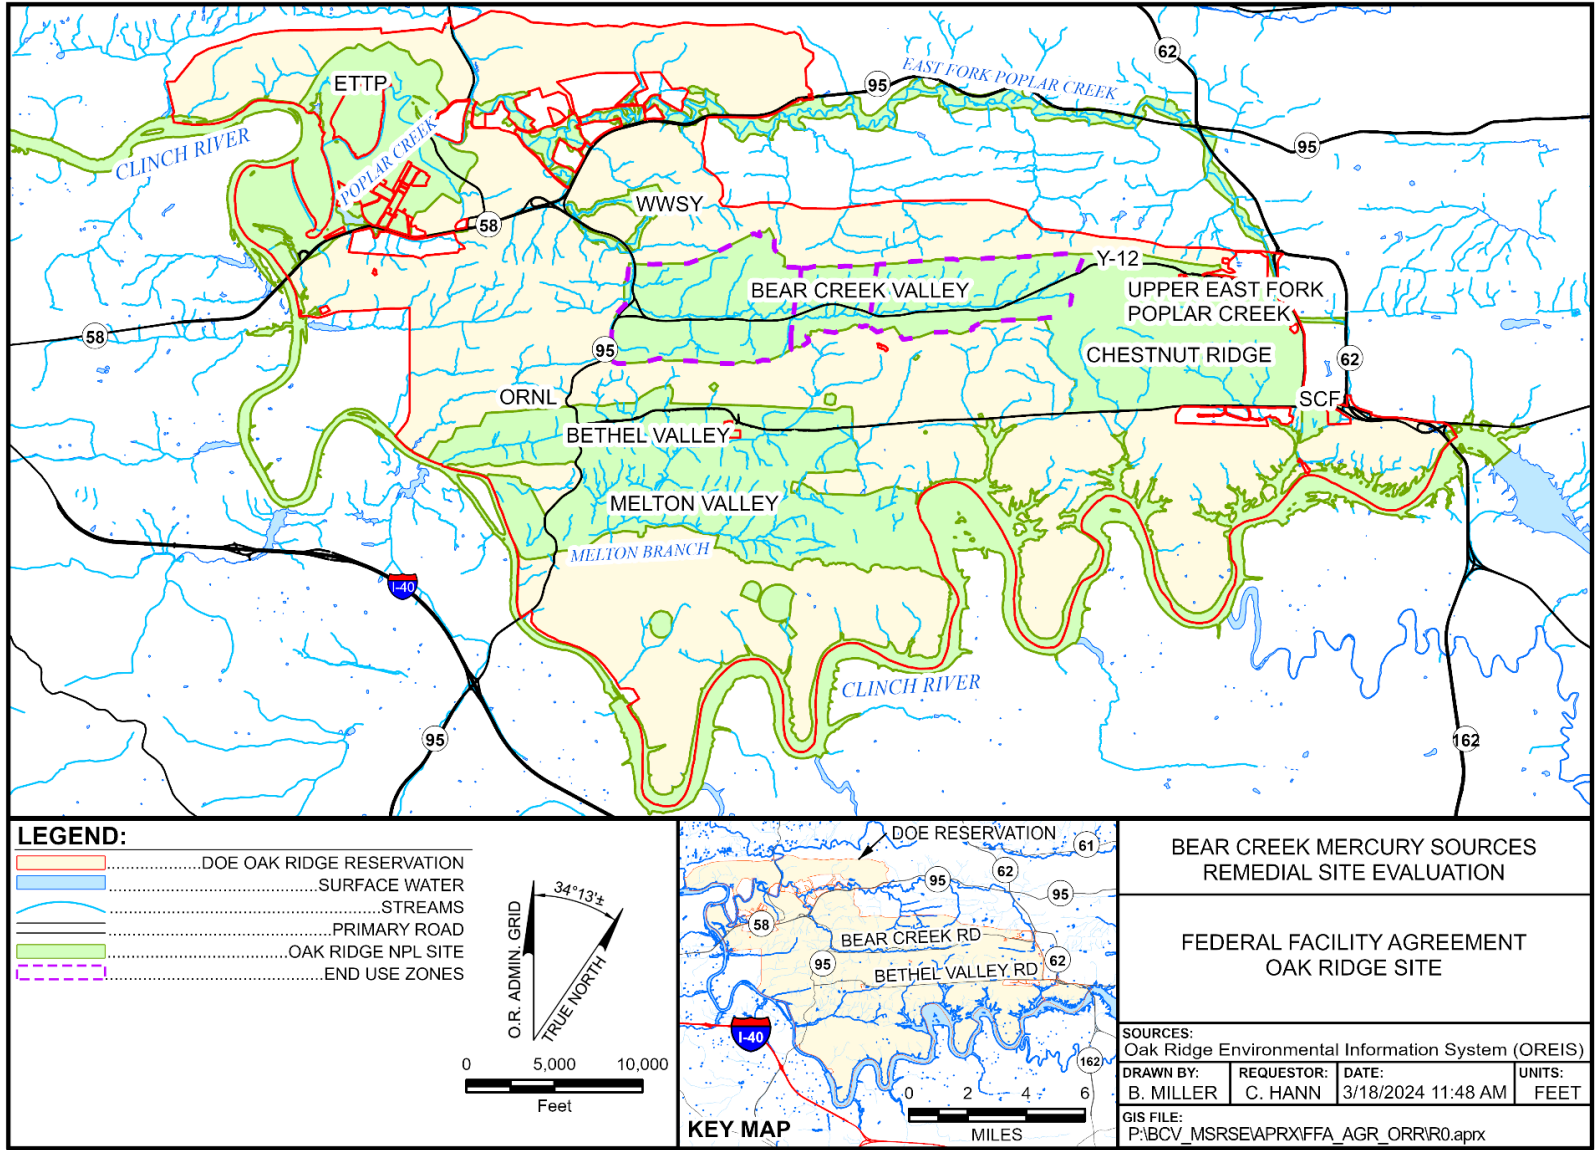 62
95
EAST FORK POPLAR CREEK
ETTP
95
CLINCH RIVER
POPLAR CREEK
WWSY
58
Y-12
BEAR CREEK VALLEY
UPPER EAST FORK
POPLAR CREEK
58
95
CHESTNUT RIDGE
62
ORNL
SCF
BETHEL VALLEY
MELTON VALLEY
MELTON BRANCH
I-40
CLINCH RIVER
95
162
LEGEND:
DOE OAK RIDGE RESERVATION
SURFACE WATER
STREAMS
PRIMARY ROAD
OAK RIDGE NPL SITE
END USE ZONES
34°13'±
O.R. ADMIN. GRID
TRUE NORTH
0 5,000 10,000
Feet
DOE RESERVATION
61
62
95
95
58
BEAR CREEK RD
95
62
BETHEL VALLEY RD
I-40
162
0 2 4 6
MILES
KEY MAP
BEAR CREEK MERCURY SOURCES
REMEDIAL SITE EVALUATION
FEDERAL FACILITY AGREEMENT
OAK RIDGE SITE
SOURCES:
Oak Ridge Environmental Information System (OREIS)
DRAWN BY: REQUESTOR: DATE: UNITS:
B. MILLER C. HANN 3/18/2024 11:48 AM FEET
GIS FILE:
P:\BCV_MSRSE\APRX\FFA_AGR_ORR\R0.aprx